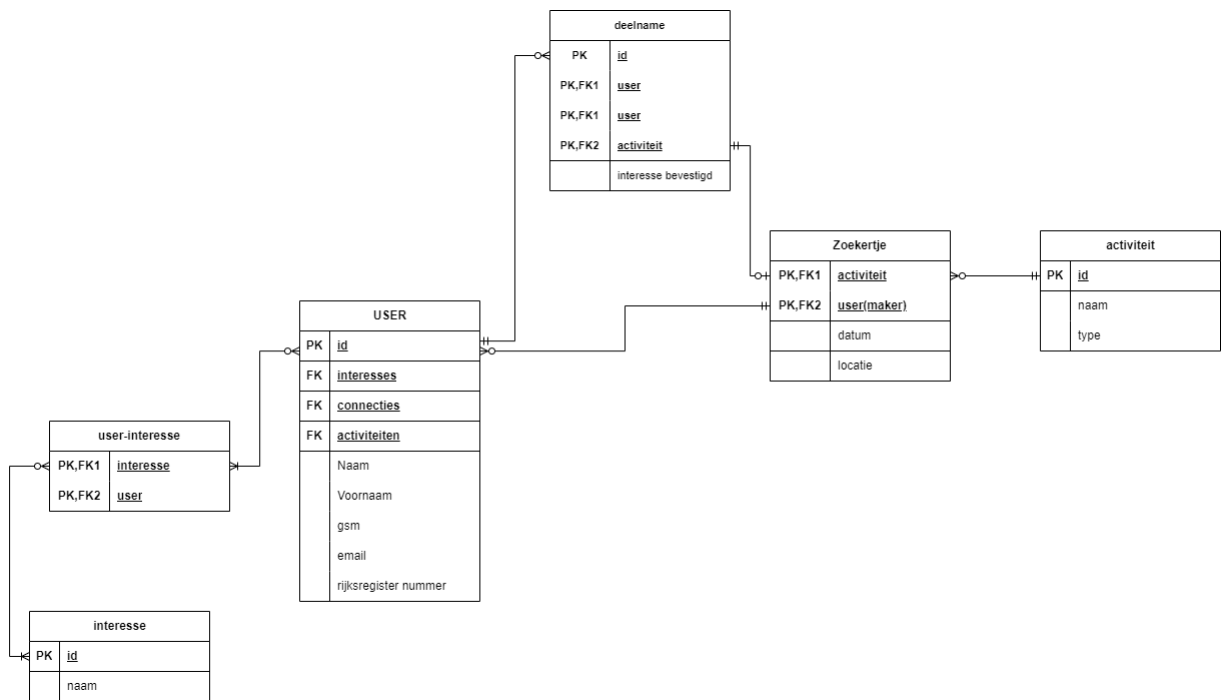 deelname
PK id
PK,FK1 user
PK,FK1 user
PK,FK2 activiteit
interesse bevestigd
Zoekertje
PK,FK1 activiteit
PK,FK2 user(maker)
datum
locatie
activiteit
PK id
naam
type
USER
PK id
FK interesses
FK connecties
FK activiteiten
Naam
Voornaam
gsm
email
rijksregister nummer
user-interesse
PK,FK1 interesse
PK,FK2 user
interesse
PK id
naam